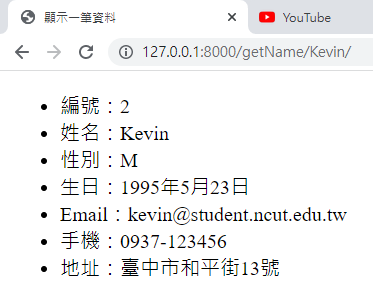 顯示一筆資料
YouTube
127.0.0.1:8000/getName/Kevin/
編號：2
姓名：Kevin
性別：M
生日：1995年5月23日
Email：kevin@student.ncut.edu.tw
手機：0937-123456
地址：臺中市和平街13號